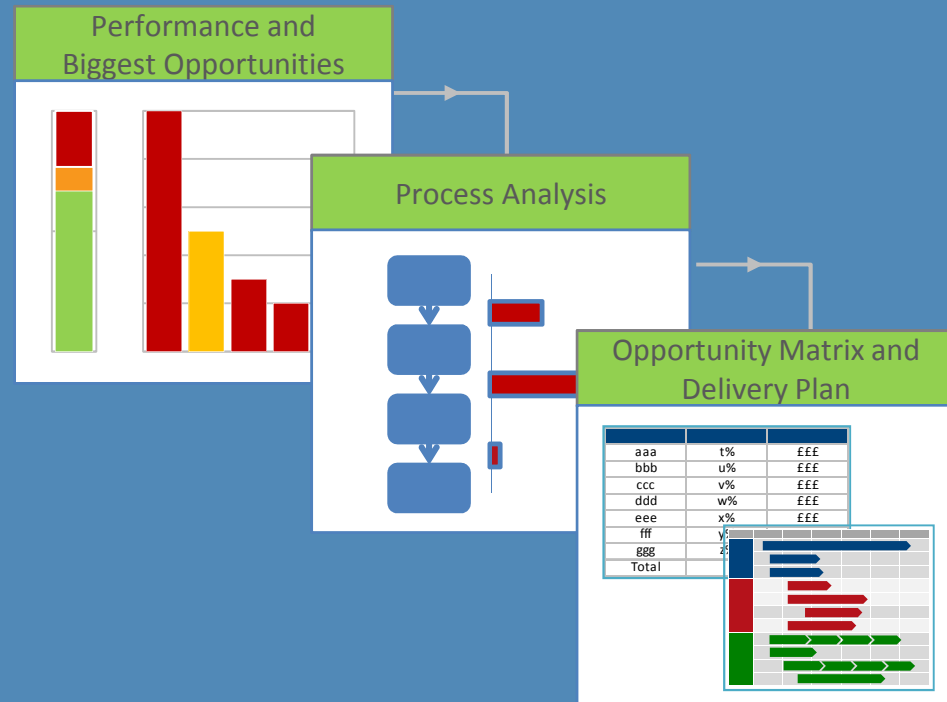 Performance and
Biggest Opportunities
Process Analysis
Opportunity Matrix and
Delivery Plan
aaa t% £££
bbb u% £££
ccc v% £££
ddd w% £££
eee x% £££
fff
ggg
Total